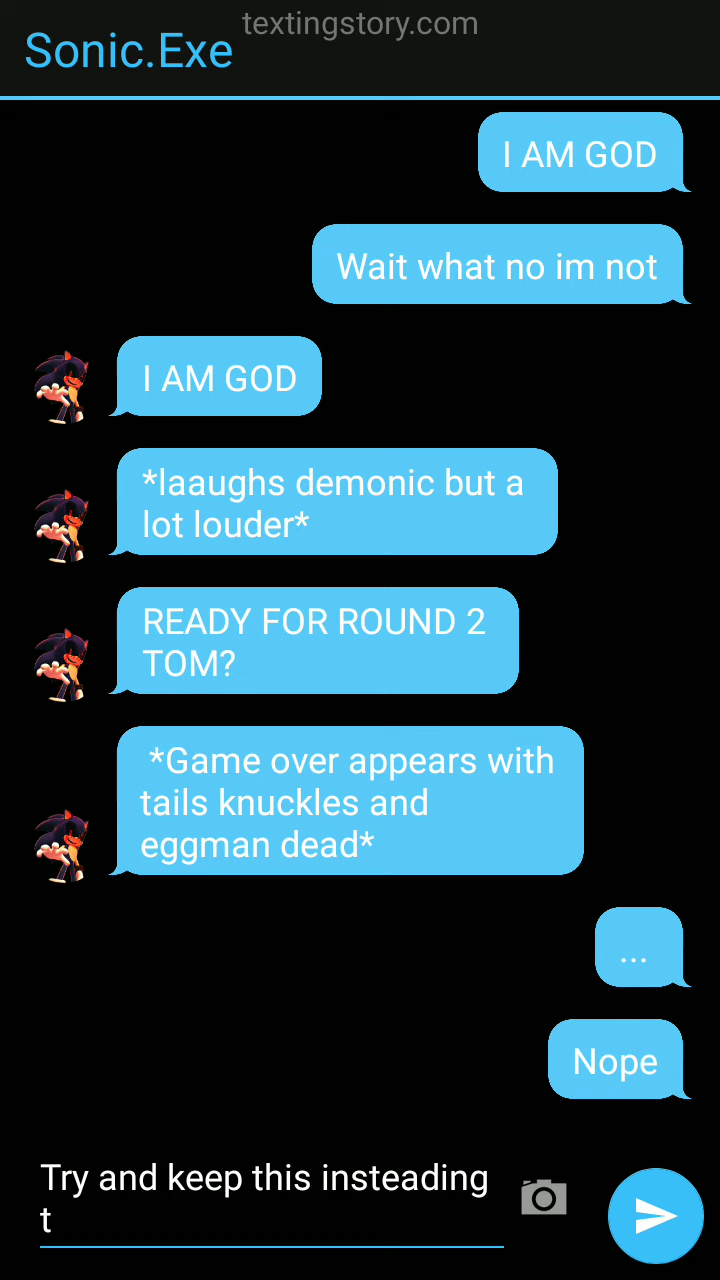 textingstory.com
Sonic.Exe
I AM GOD
Wait what no im not
I AM GOD
*laaughs demonic but a
lot louder*
READY FOR ROUND 2
TOM?
*Game over appears with
tails knuckles and
eggman dead*
...
Nope
Try and keep this insteading
t